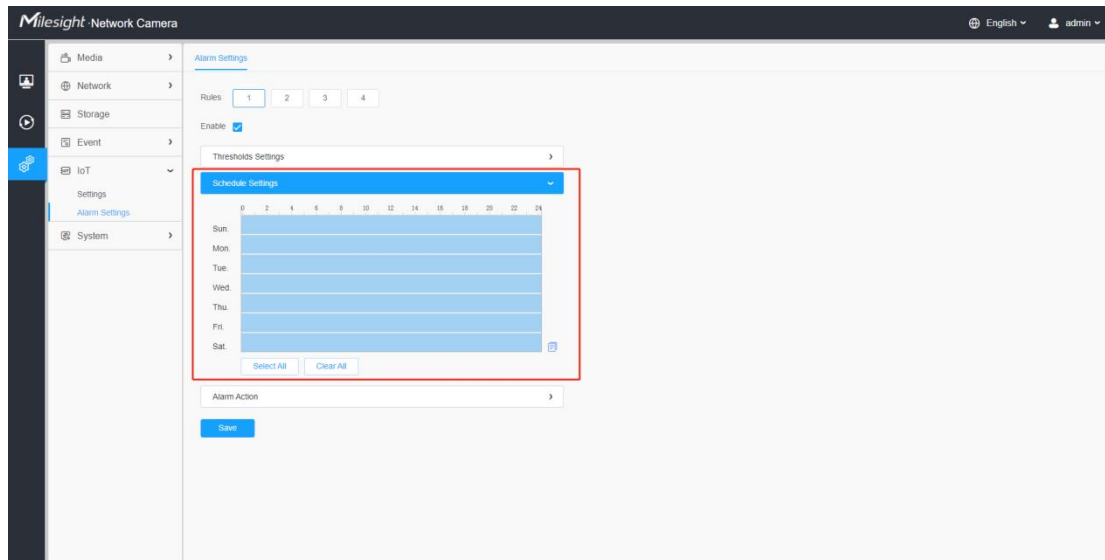 Milesight · Network Camera English admin
Media
Network
Storage
Event
IoT
Settings
Alarm Settings
System
Alarm Settings
Rules 1 2 3 4
Enable
Thresholds Settings
Schedule Settings
0 2 4 6 8 10 12 14 16 18 20 22 24
Sun.
Mon.
Tue.
Wed.
Thu.
Fri.
Sat.
Select All Clear All
Alarm Action
Save